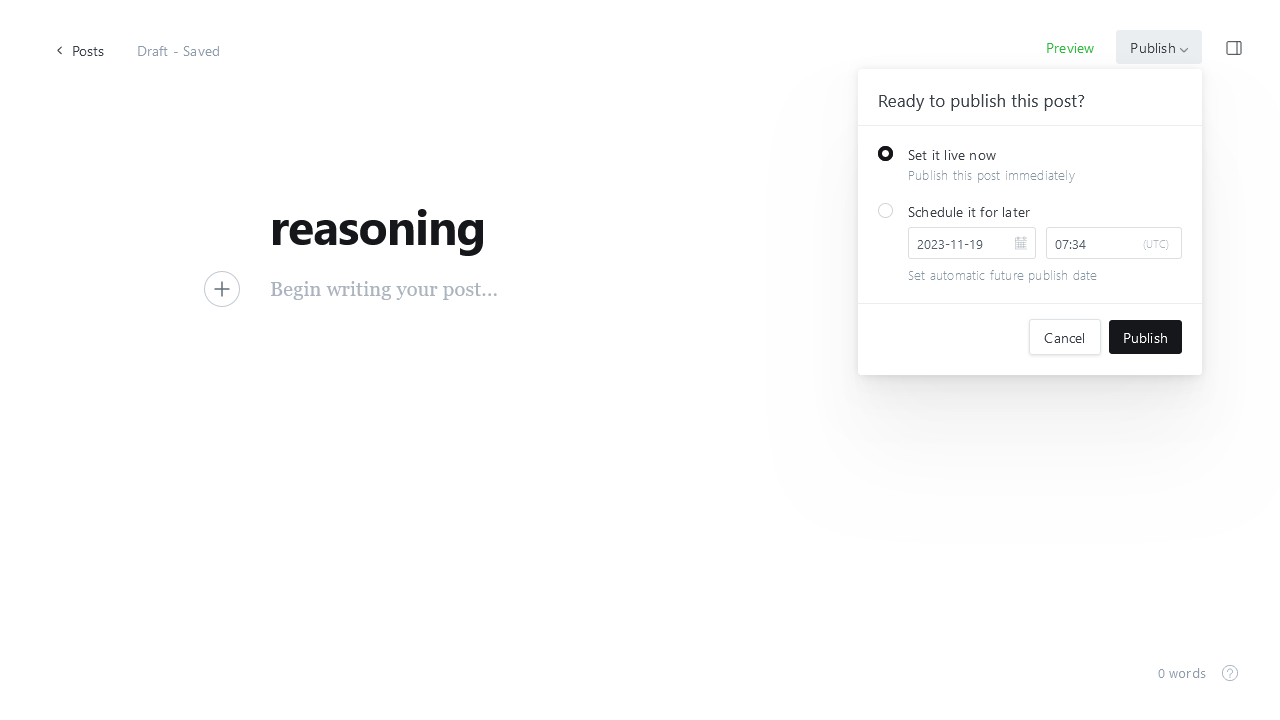 Posts
Draft - Saved
Preview
Publish
Ready to publish this post?
Set it live now
Publish this post immediately
Schedule it for later
2023-11-19
07:34
(UTC)
Set automatic future publish date
Cancel
Publish
reasoning
Begin writing your post...
0 words